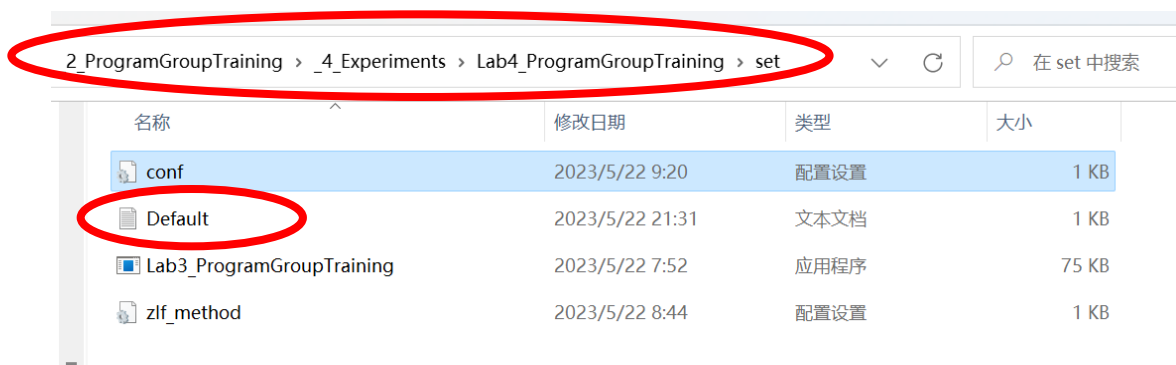 2_ProgramGroupTraining › _4_Experiments › Lab4_ProgramGroupTraining › set 在 set 中搜索
名称 修改日期 类型 大小
conf 2023/5/22 9:20 配置设置 1 KB
Default 2023/5/22 21:31 文本文档 1 KB
Lab3_ProgramGroupTraining 2023/5/22 7:52 应用程序 75 KB
zlf_method 2023/5/22 8:44 配置设置 1 KB